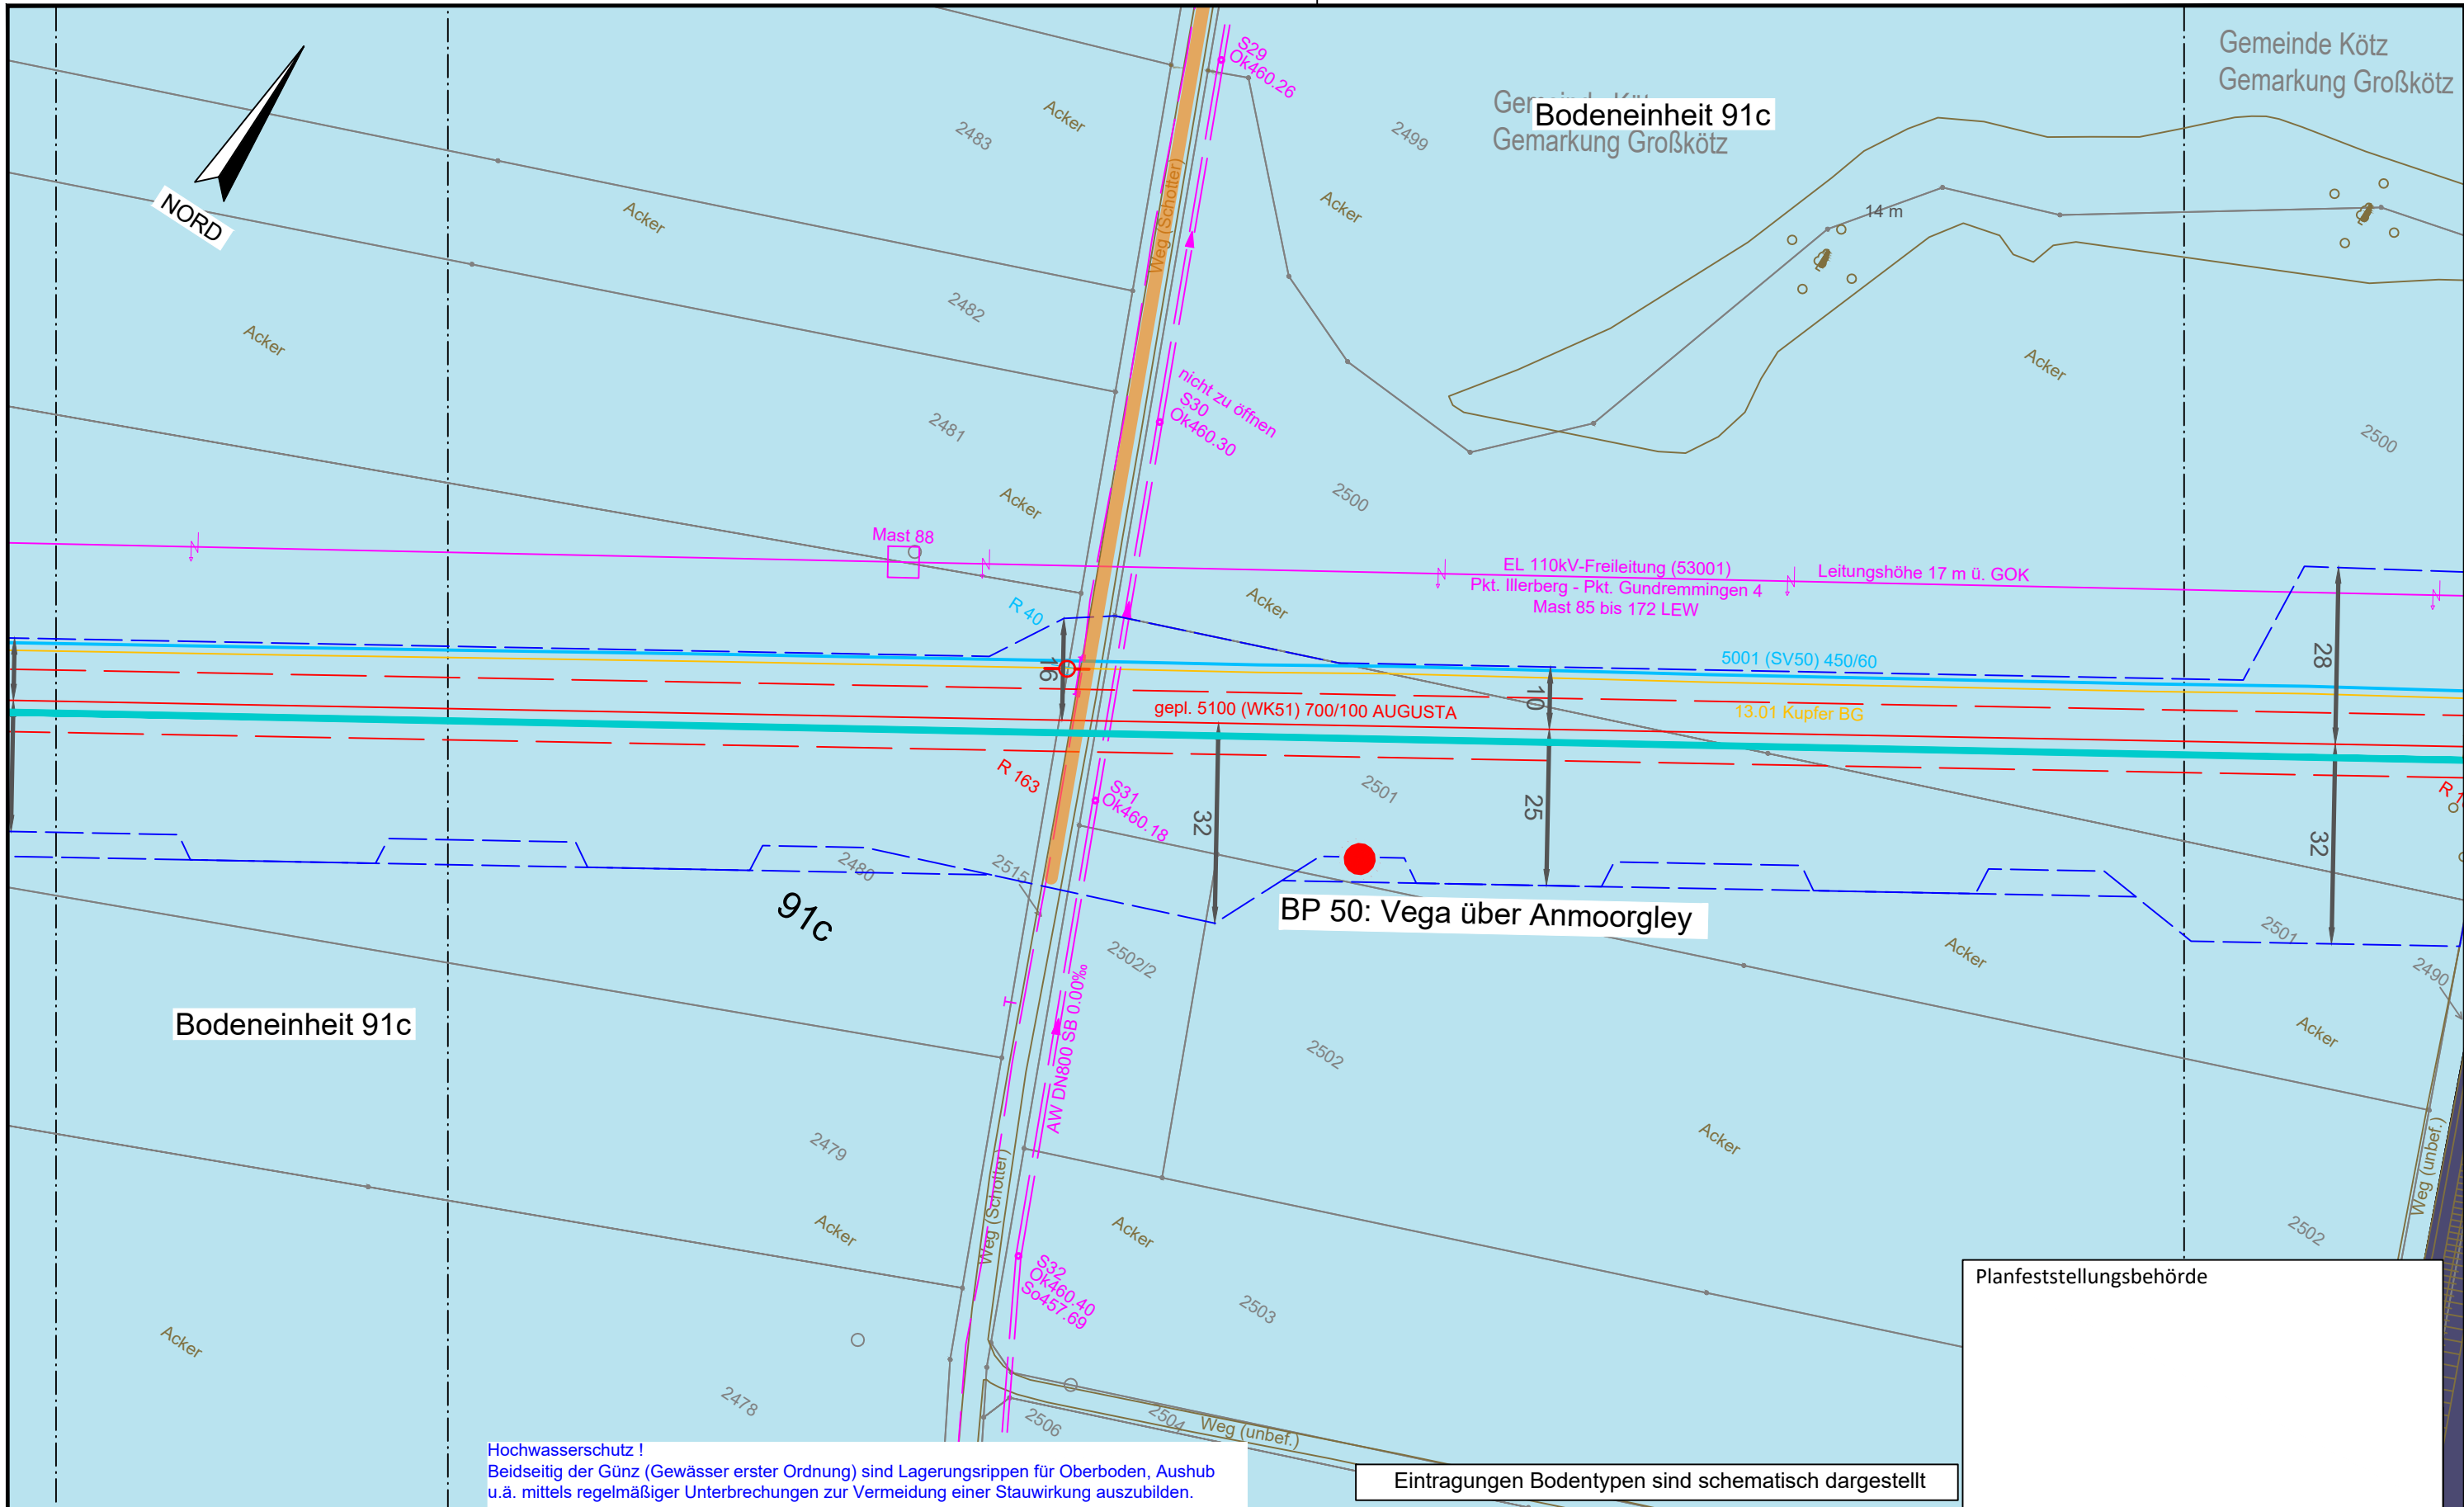 Gemeinde Kötz
Gemarkung Großkötz
Bodeneinheit 91c
Gemarkung Großkötz
NORD
S29
Ok460.26
Acker
2483
2499
Weg (Schotter)
Acker
Acker
14 m
2482
Acker
Acker
nicht zu öffnen
S30
Ok460.30
2481
2500
2500
Acker
Mast 88
EL 110kV-Freileitung (53001)
Pkt. Illerberg - Pkt. Gundremmingen 4
Mast 85 bis 172 LEW
Leitungshöhe 17 m ü. GOK
R 40
Acker
16
10
28
5001 (SV50) 450/60
gepl. 5100 (WK51) 700/100 AUGUSTA
13.01 Kupfer BG
R 163
S31
Ok460.18
2501
32
25
32
2480
2515
91c
BP 50: Vega über Anmoorgley
2502/2
Acker
2501
2490
Bodeneinheit 91c
T
AW DN800 SB 0.00‰
2502
Acker
Acker
2479
Weg (unbef.)
Weg (Schotter)
Acker
Acker
2502
S32
Ok460.40
So457.69
2503
Planfeststellungsbehörde
Acker
2478
2506
2504
Weg (unbef.)
Hochwasserschutz !
Beidseitig der Günz (Gewässer erster Ordnung) sind Lagerungsrippen für Oberboden, Aushub
u.ä. mittels regelmäßiger Unterbrechungen zur Vermeidung einer Stauwirkung auszubilden.
Eintragungen Bodentypen sind schematisch dargestellt